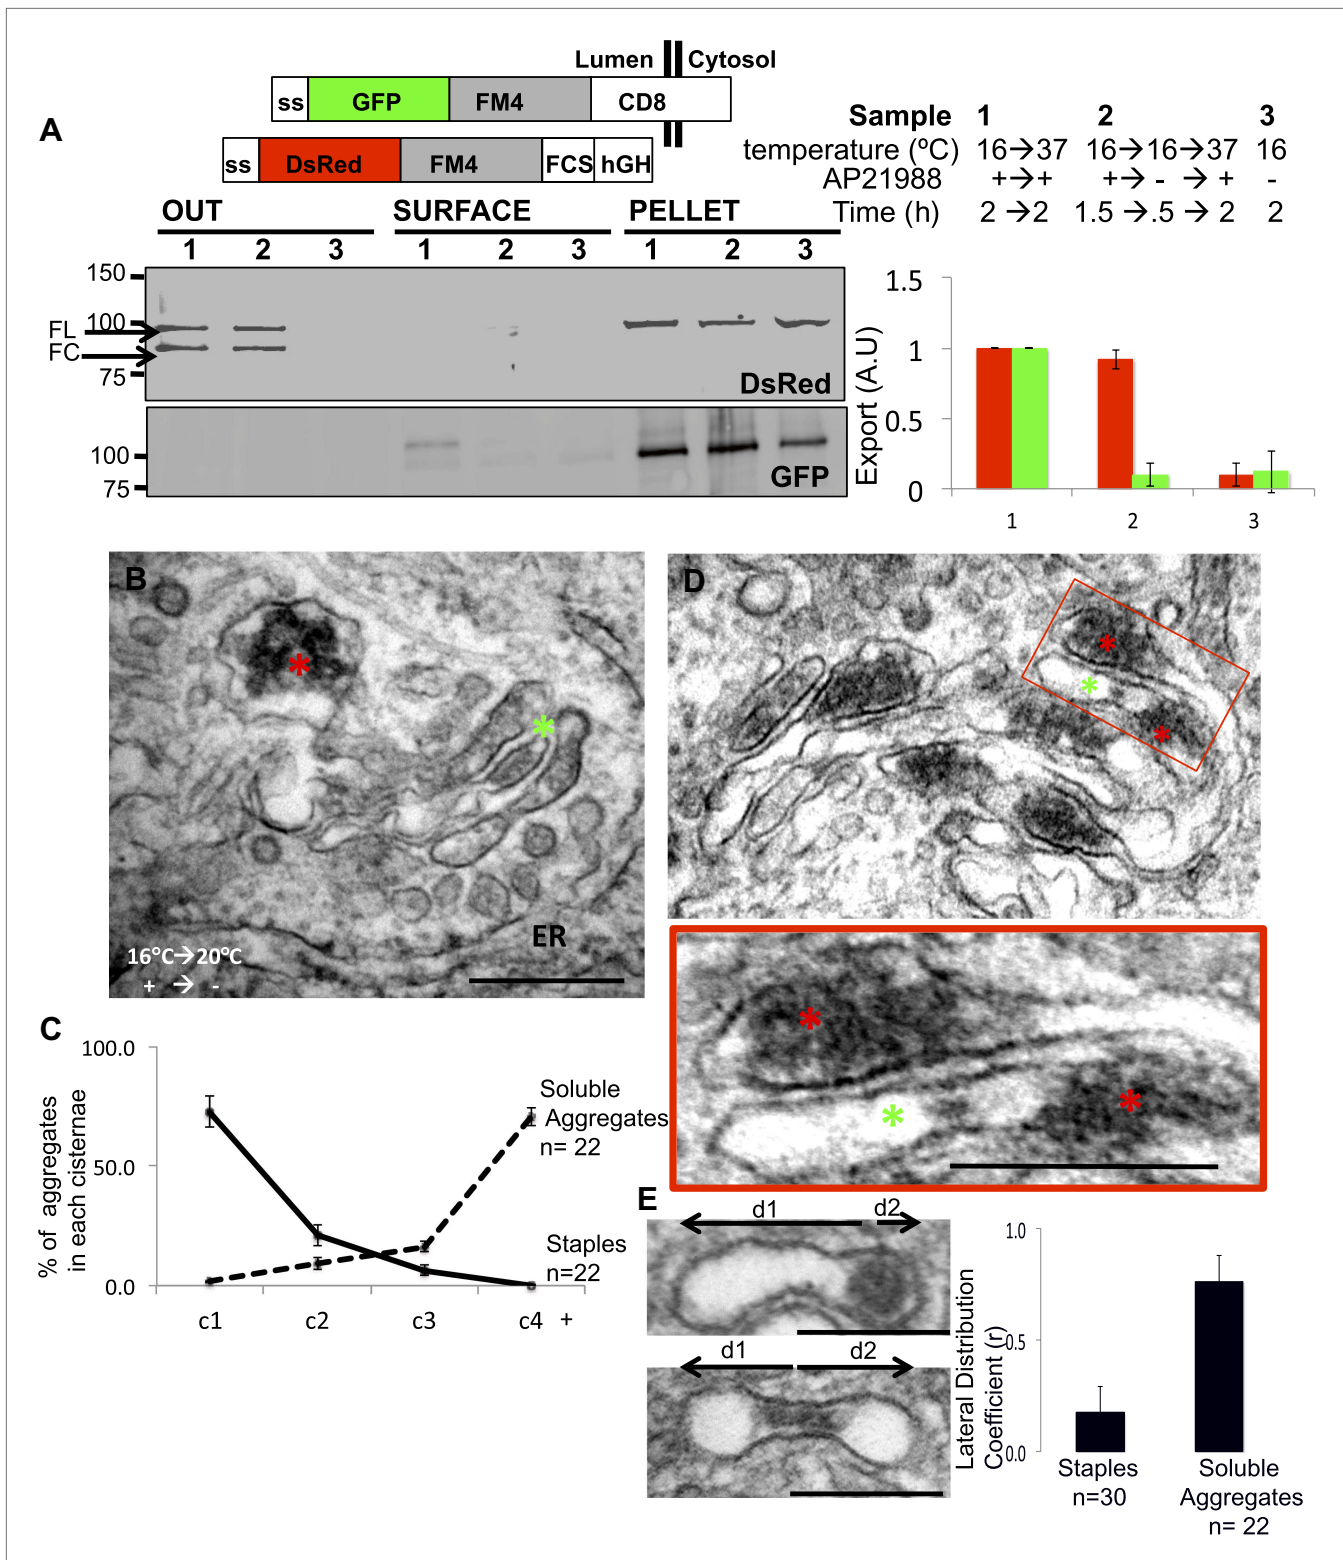 Lumen Cytosol
ss GFP FM4 CD8
A
ss DsRed FM4 FCS hGH
Sample 1 2 3
temperature (ºC) 16→37 16→16→37 16
AP21988 +→+ +→ - → + -
Time (h) 2 →2 1.5 →.5 → 2 2
OUT SURFACE PELLET
1 2 3 1 2 3 1 2 3
150
100
FL
FC
75
DsRed
100
75
GFP
1.5
1
0.5
0
Export (A.U)
1 2 3
B
ER
16°C→20°C
+ → -
D
C
100.0
50.0
0.0
% of aggregates
in each cisternae
Soluble
Aggregates
n= 22
Staples
n=22
c1 c2 c3 c4 +
E
d1 d2
d1 d2
Lateral Distribution
Coefficient (r)
1.0
0.5
0.0
Staples
n=30
Soluble
Aggregates
n= 22